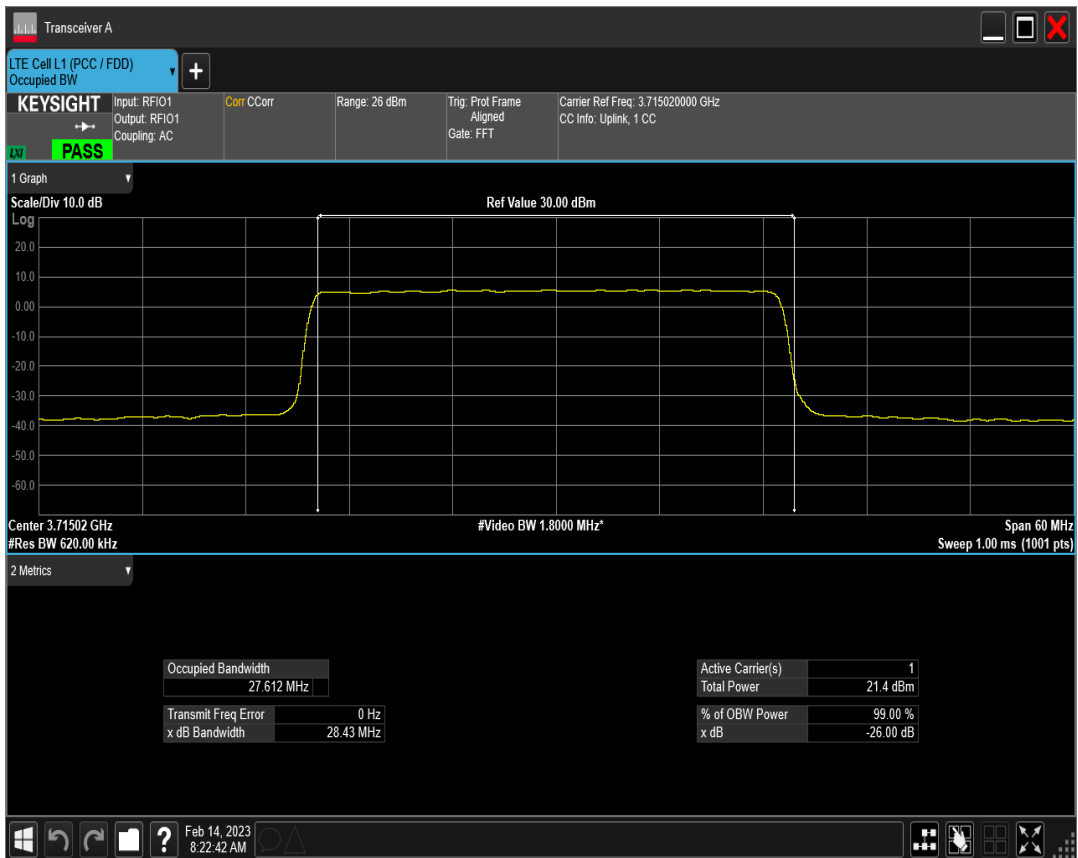 Transceiver A
LTE Cell L1 (PCC / FDD)
Occupied BW
KEYSIGHT
LXI
PASS
Input: RFIO1
Output: RFIO1
Coupling: AC
Corr CCorr
Range: 26 dBm
Trig: Prot Frame
Aligned
Gate: FFT
Carrier Ref Freq: 3.715020000 GHz
CC Info: Uplink, 1 CC
1 Graph
Scale/Div 10.0 dB
Ref Value 30.00 dBm
Log
20.0
10.0
0.00
-10.0
-20.0
-30.0
-40.0
-50.0
-60.0
Center 3.71502 GHz
#Video BW 1.8000 MHz*
Span 60 MHz
#Res BW 620.00 kHz
Sweep 1.00 ms (1001 pts)
2 Metrics
Occupied Bandwidth
27.612 MHz
Transmit Freq Error 0 Hz
x dB Bandwidth 28.43 MHz
Active Carrier(s) 1
Total Power 21.4 dBm
% of OBW Power 99.00 %
x dB -26.00 dB
?
Feb 14, 2023
8:22:42 AM